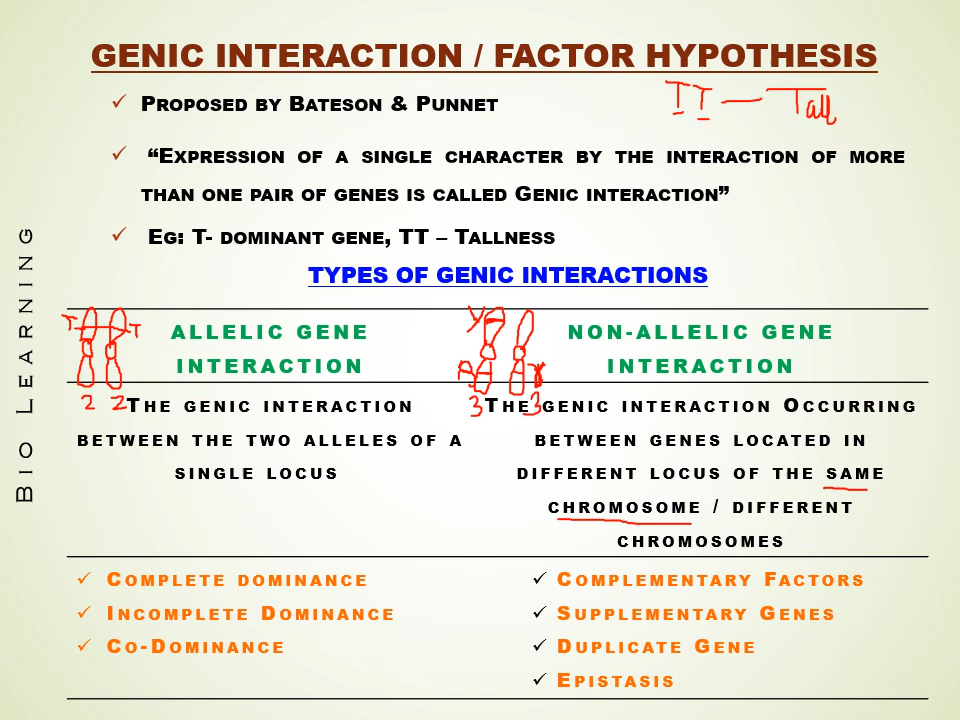 GENIC INTERACTION / FACTOR HYPOTHESIS
PROPOSED BY BATESON & PUNNET
TT — Tall
"EXPRESSION OF A SINGLE CHARACTER BY THE INTERACTION OF MORE
THAN ONE PAIR OF GENES IS CALLED GENIC INTERACTION"
EG: T- DOMINANT GENE, TT – TALLNESS
TYPES OF GENIC INTERACTIONS
BIO LEARNING
T T
2 2
ALLELIC GENE
INTERACTION
THE GENIC INTERACTION
BETWEEN THE TWO ALLELES OF A
SINGLE LOCUS
COMPLETE DOMINANCE
INCOMPLETE DOMINANCE
CO-DOMINANCE
Y
3 3
NON-ALLELIC GENE
INTERACTION
THE GENIC INTERACTION OCCURRING
BETWEEN GENES LOCATED IN
DIFFERENT LOCUS OF THE SAME
CHROMOSOME / DIFFERENT
CHROMOSOMES
COMPLEMENTARY FACTORS
SUPPLEMENTARY GENES
DUPLICATE GENE
EPISTASIS